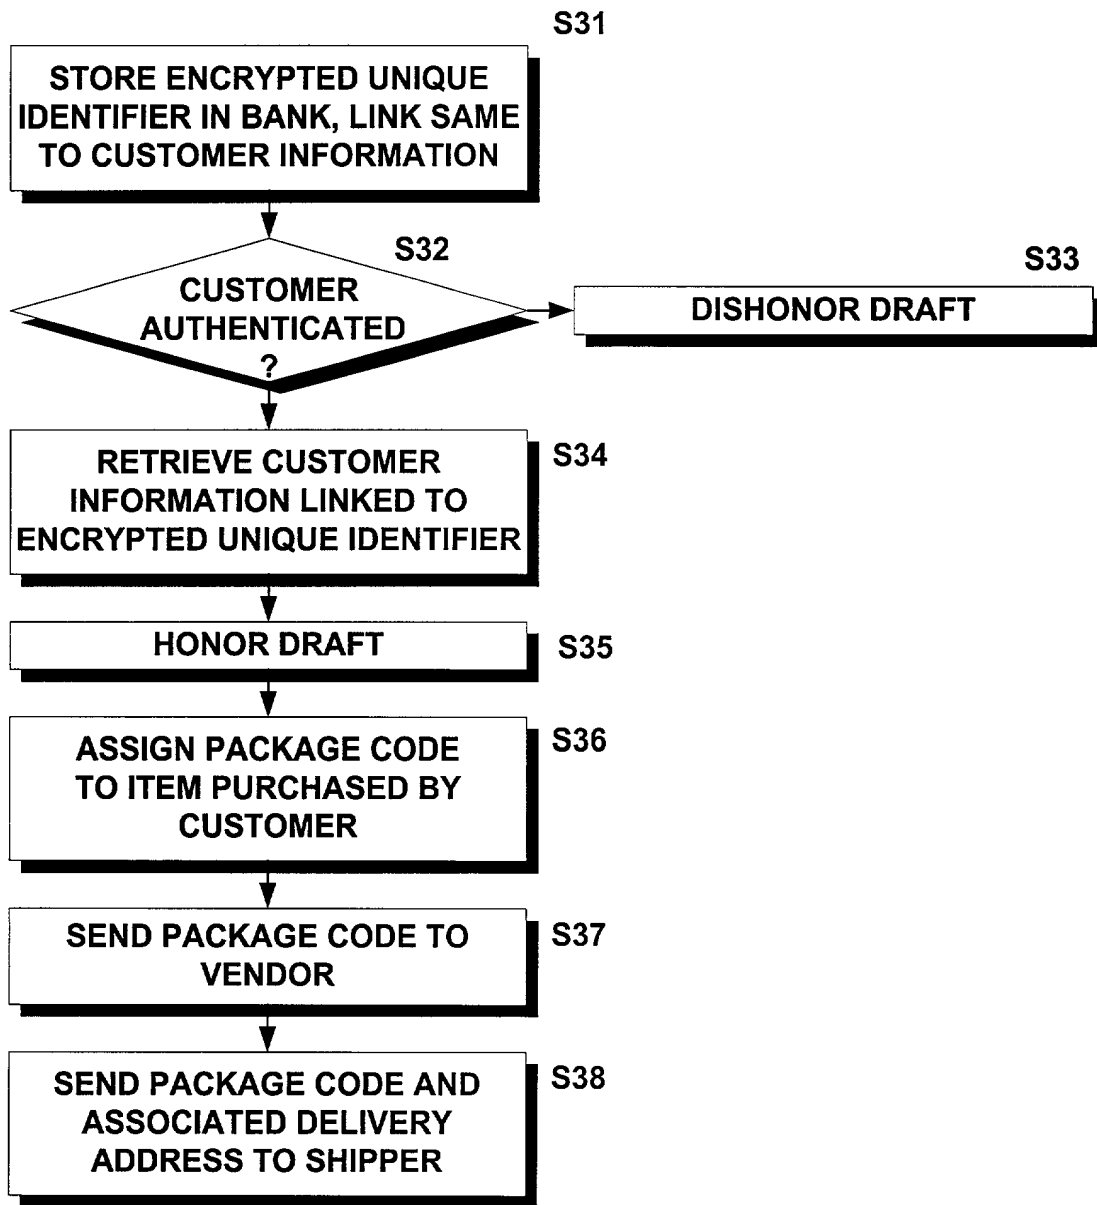 S31
STORE ENCRYPTED UNIQUE
IDENTIFIER IN BANK, LINK SAME
TO CUSTOMER INFORMATION
S32
CUSTOMER
AUTHENTICATED
?
S33
DISHONOR DRAFT
RETRIEVE CUSTOMER
INFORMATION LINKED TO
ENCRYPTED UNIQUE IDENTIFIER
S34
HONOR DRAFT
S35
ASSIGN PACKAGE CODE
TO ITEM PURCHASED BY
CUSTOMER
S36
SEND PACKAGE CODE TO
VENDOR
S37
SEND PACKAGE CODE AND
ASSOCIATED DELIVERY
ADDRESS TO SHIPPER
S38